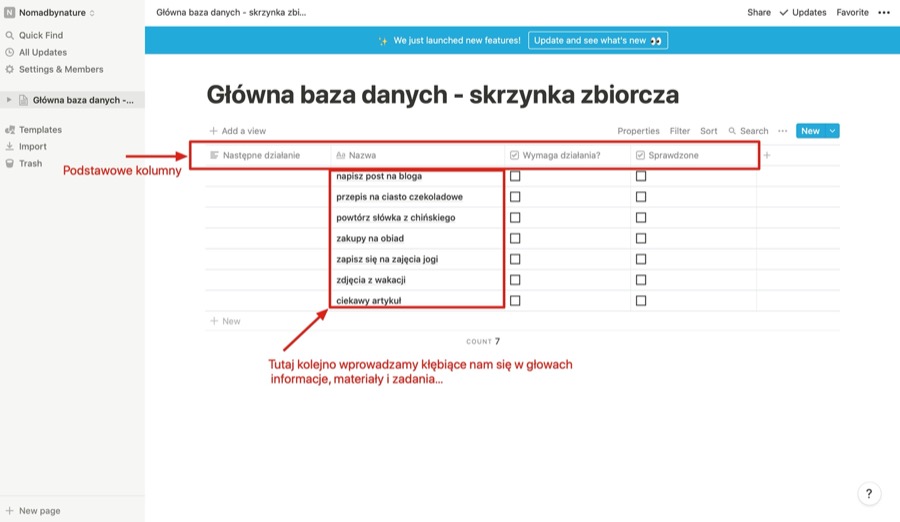 N Nomadbynature
Quick Find
All Updates
Settings & Members
Główna baza danych -...
Templates
Import
Trash
New page
Główna baza danych - skrzynka zbi...
Share
Updates
Favorite
We just launched new features!
Update and see what's new 👀
Główna baza danych - skrzynka zbiorcza
Add a view
Properties Filter Sort Search
New
Podstawowe kolumny
Następne działanie
Aa Nazwa
Wymaga działania?
Sprawdzone
napisz post na bloga
przepis na ciasto czekoladowe
powtórz słówka z chińskiego
zakupy na obiad
zapisz się na zajęcia jogi
zdjęcia z wakacji
ciekawy artykuł
New
COUNT 7
Tutaj kolejno wprowadzamy kłębiące nam się w głowach
informacje, materiały i zadania...
?